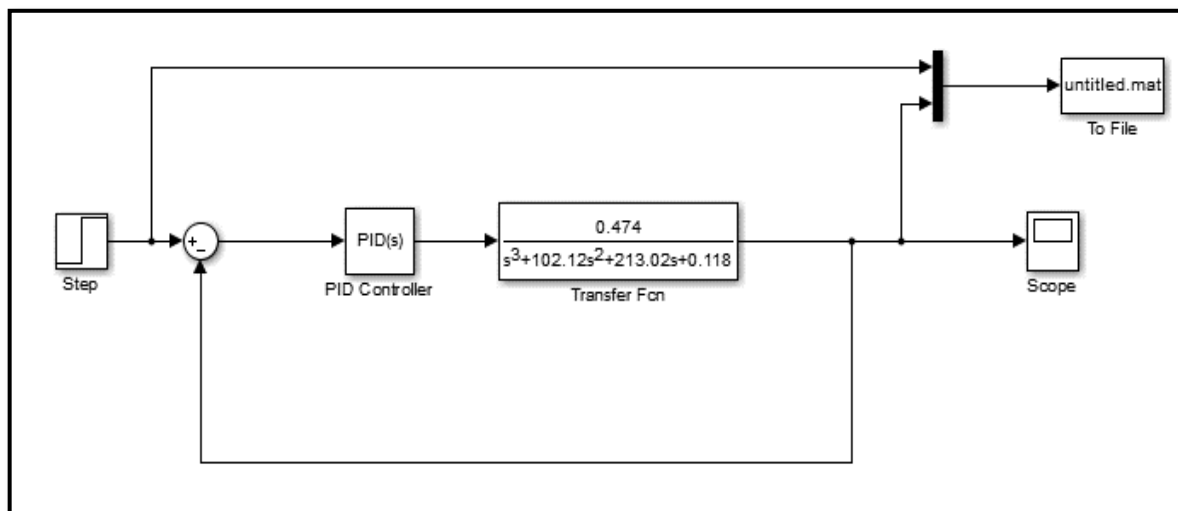 untitled.mat
To File
Step
+
−
PID(s)
PID Controller
0.474
s³+102.12s²+213.02s+0.118
Transfer Fcn
Scope